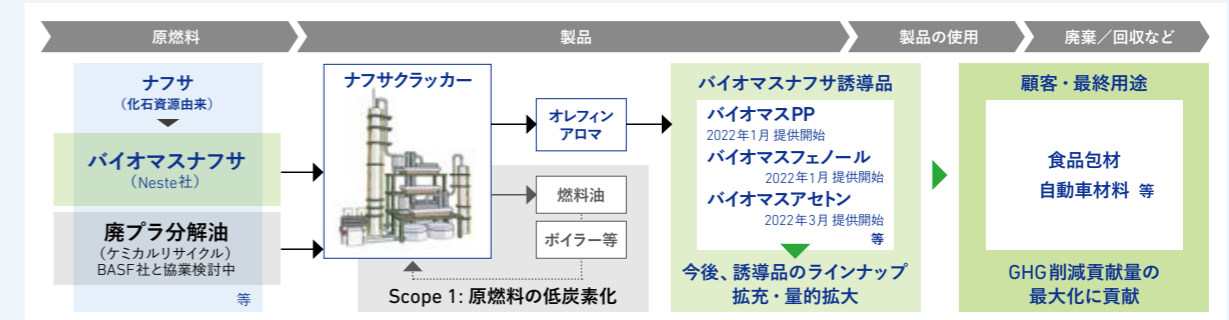 原燃料
製品
製品の使用
廃棄／回収など
ナフサ
（化石資源由来）
バイオマスナフサ
（Neste社）
廃プラ分解油
（ケミカルリサイクル）
BASF社と協業検討中
等
ナフサクラッカー
オレフィン
アロマ
燃料油
ボイラー等
Scope 1: 原燃料の低炭素化
バイオマスナフサ誘導品
バイオマスPP
2022年1月 提供開始
バイオマスフェノール
2022年1月 提供開始
バイオマスアセトン
2022年3月 提供開始
等
今後、誘導品のラインナップ
拡充・量的拡大
顧客・最終用途
食品包材
自動車材料 等
GHG削減貢献量の
最大化に貢献